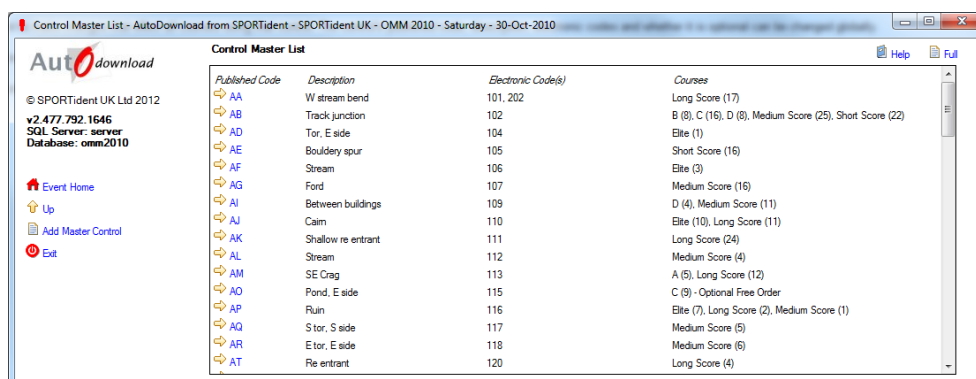 Control Master List - AutoDownload from SPORTident - SPORTident UK - OMM 2010 - Saturday - 30-Oct-2010
Auto download
Control Master List
Help Full
© SPORTident UK Ltd 2012
v2.477.792.1646
SQL Server: server
Database: omm2010
Event Home
Up
Add Master Control
Exit
Published Code Description Electronic Code(s) Courses
AA W stream bend 101, 202 Long Score (17)
AB Track junction 102 B (8), C (16), D (8), Medium Score (25), Short Score (22)
AD Tor, E side 104 Elite (1)
AE Bouldery spur 105 Short Score (16)
AF Stream 106 Elite (3)
AG Ford 107 Medium Score (16)
AI Between buildings 109 D (4), Medium Score (11)
AJ Cairn 110 Elite (10), Long Score (11)
AK Shallow re entrant 111 Long Score (24)
AL Stream 112 Medium Score (4)
AM SE Crag 113 A (5), Long Score (12)
AO Pond, E side 115 C (9) - Optional Free Order
AP Ruin 116 Elite (7), Long Score (2), Medium Score (1)
AQ S tor, S side 117 Medium Score (5)
AR E tor, E side 118 Medium Score (6)
AT Re entrant 120 Long Score (4)